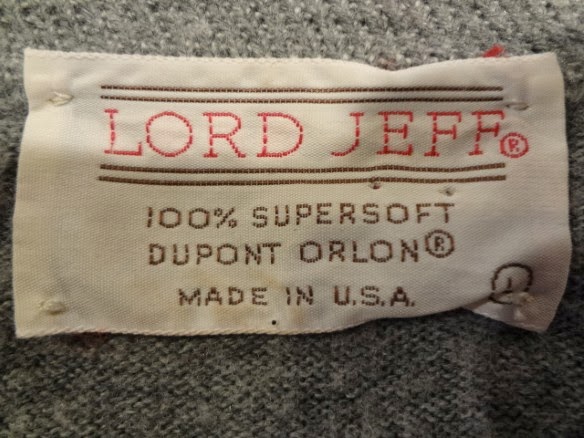 LORD JEFF®
100% SUPERSOFT
DUPONT ORLON®
MADE IN U.S.A.
L